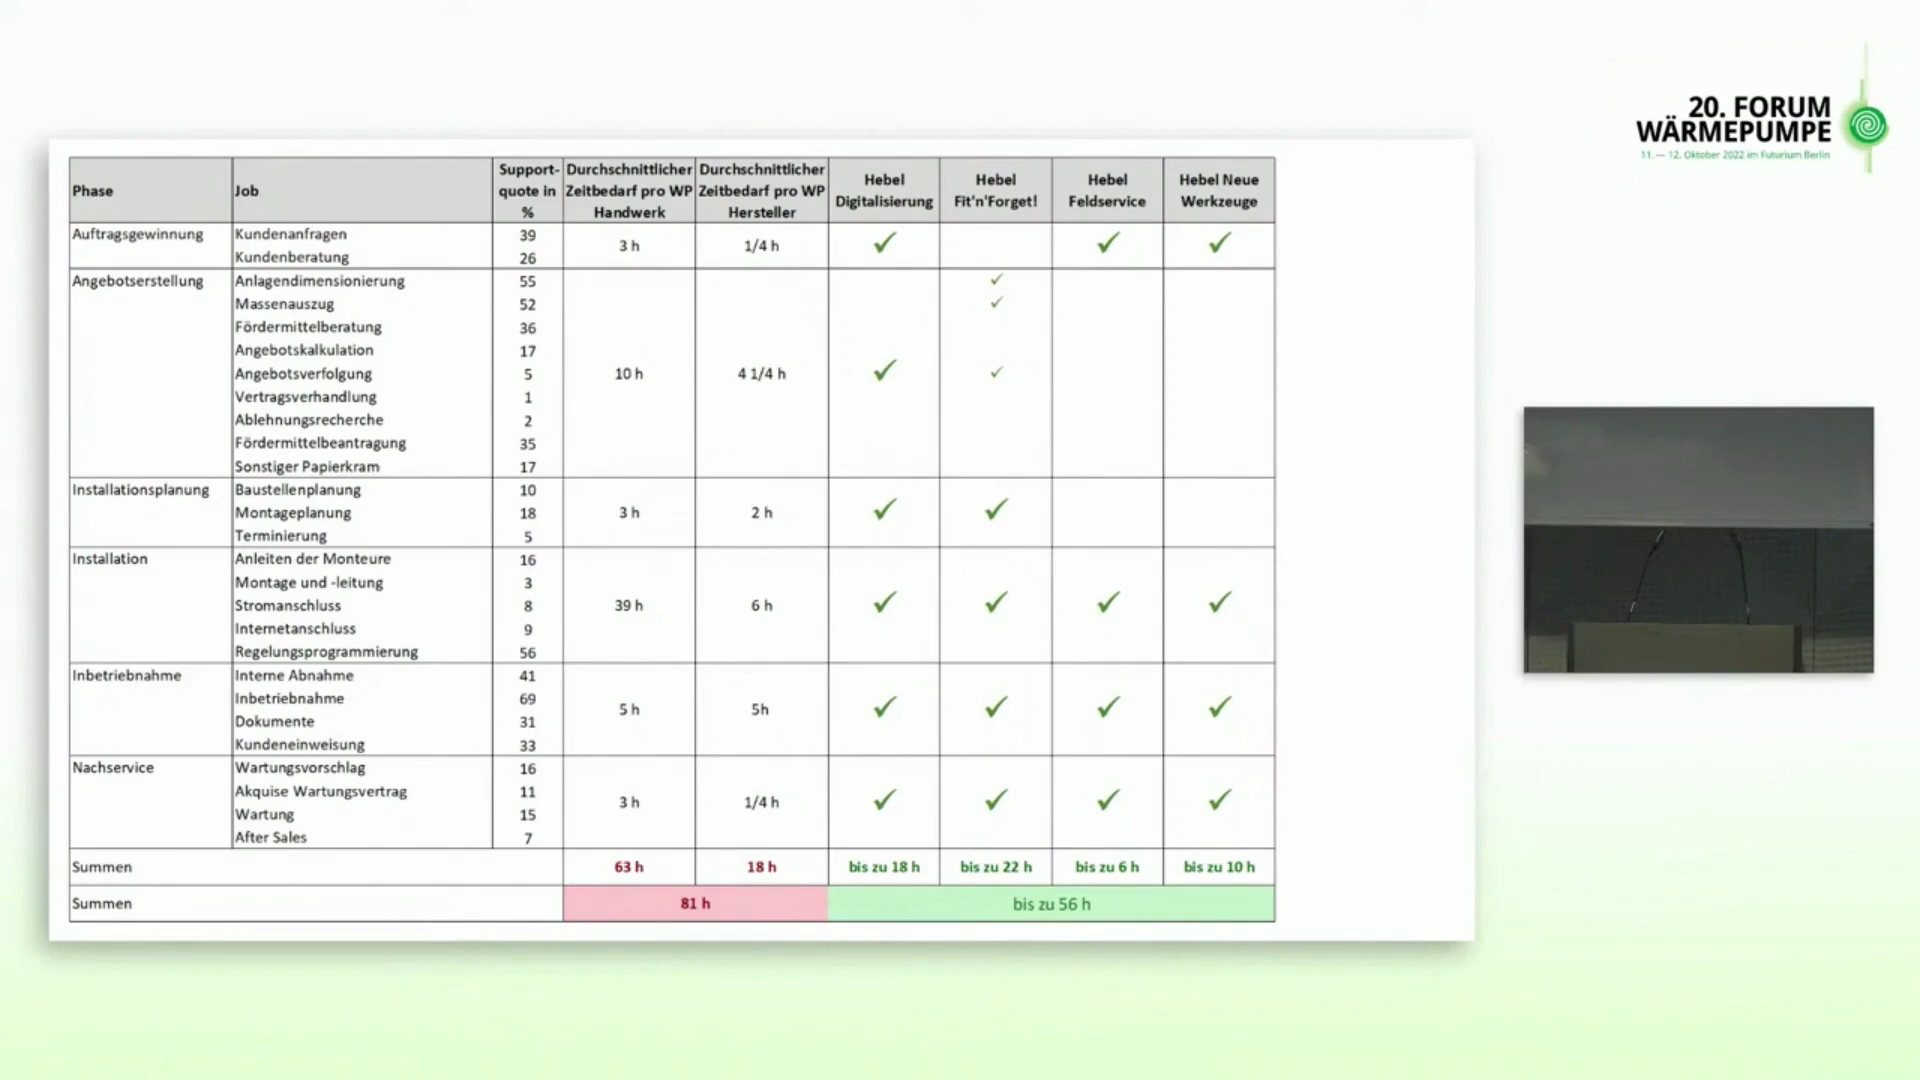 20. FORUM
WÄRMEPUMPE
11. — 12. Oktober 2022 im Futurium Berlin
Phase
Job
Support-
quote in
%
Durchschnittlicher
Zeitbedarf pro WP
Handwerk
Durchschnittlicher
Zeitbedarf pro WP
Hersteller
Hebel
Digitalisierung
Hebel
Fit'n'Forget!
Hebel
Feldservice
Hebel Neue
Werkzeuge
Auftragsgewinnung
Kundenanfragen 39
Kundenberatung 26
3 h 1/4 h ✓ ✓ ✓
Angebotserstellung
Anlagendimensionierung 55 ✓
Massenauszug 52 ✓
Fördermittelberatung 36
Angebotskalkulation 17
Angebotsverfolgung 5 10 h 4 1/4 h ✓ ✓
Vertragsverhandlung 1
Ablehnungsrecherche 2
Fördermittelbeantragung 35
Sonstiger Papierkram 17
Installationsplanung
Baustellenplanung 10
Montageplanung 18 3 h 2 h ✓ ✓
Terminierung 5
Installation
Anleiten der Monteure 16
Montage und -leitung 3
Stromanschluss 8 39 h 6 h ✓ ✓ ✓ ✓
Internetanschluss 9
Regelungsprogrammierung 56
Inbetriebnahme
Interne Abnahme 41
Inbetriebnahme 69
5 h 5h ✓ ✓ ✓ ✓
Dokumente 31
Kundeneinweisung 33
Nachservice
Wartungsvorschlag 16
Akquise Wartungsvertrag 11
3 h 1/4 h ✓ ✓ ✓ ✓
Wartung 15
After Sales 7
Summen 63 h 18 h bis zu 18 h bis zu 22 h bis zu 6 h bis zu 10 h
Summen 81 h bis zu 56 h